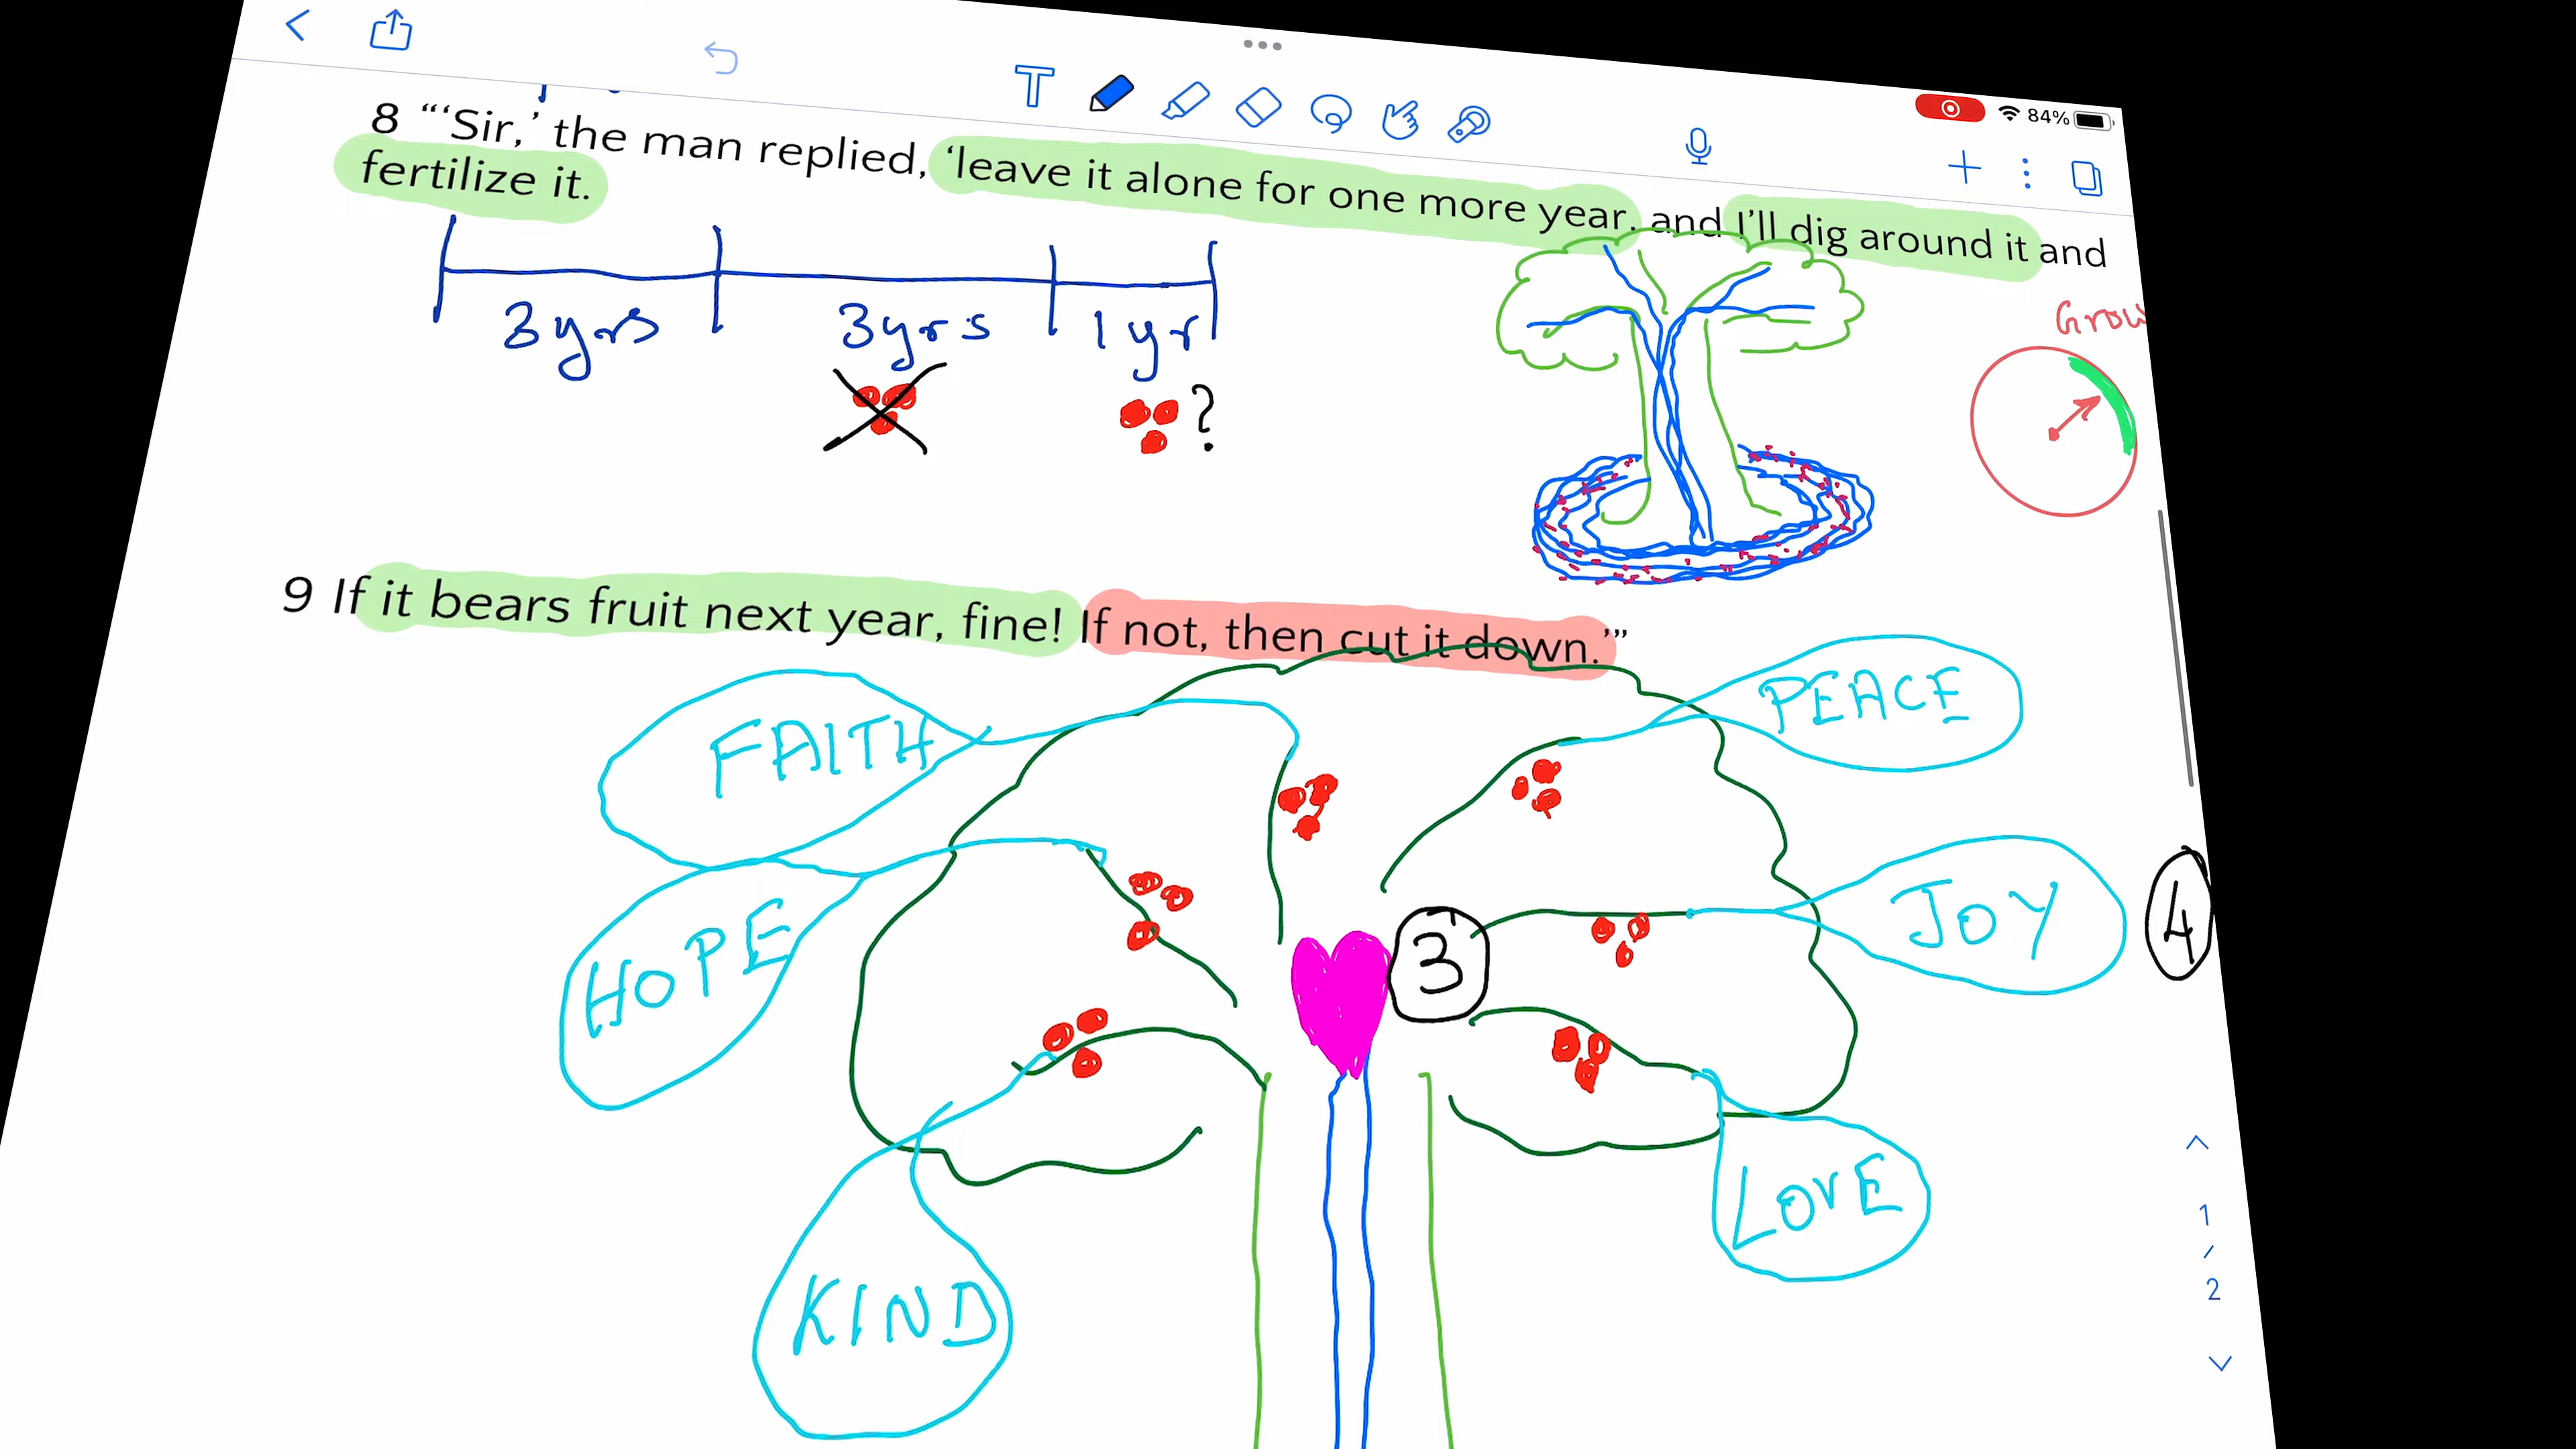 84%
8 “‘Sir,’ the man replied, ‘leave it alone for one more year, and I’ll dig around it and
fertilize it.
3yrs 3yrs 1yr
?
9 If it bears fruit next year, fine! If not, then cut it down.’”
FAITH
PEACE
HOPE
3
JOY
4
KIND
LOVE
1
/
2